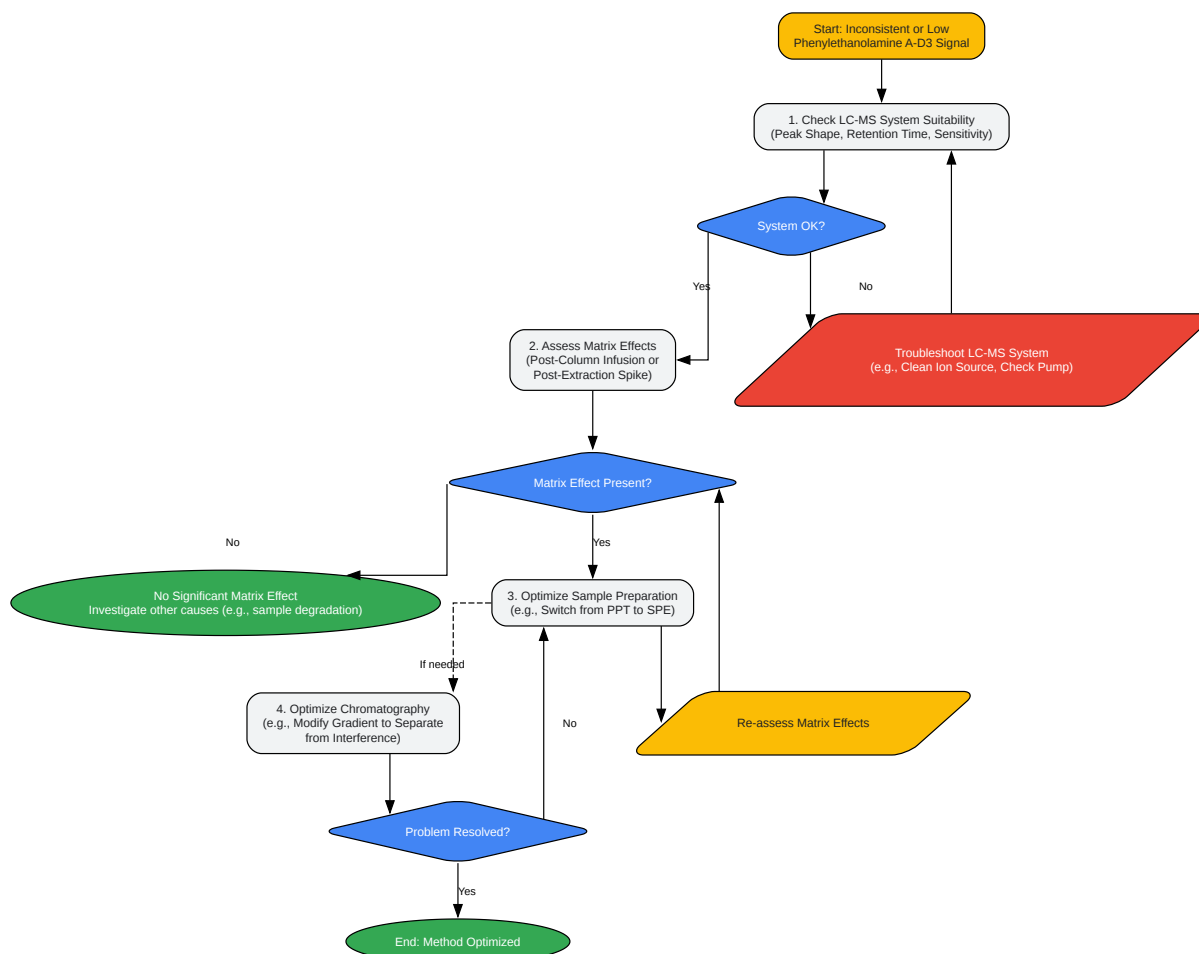 Start: Inconsistent or Low
Phenylethanolamine A-D3 Signal
1. Check LC-MS System Suitability
(Peak Shape, Retention Time, Sensitivity)
System OK?
Yes
No
Troubleshoot LC-MS System
(e.g., Clean Ion Source, Check Pump)
2. Assess Matrix Effects
(Post-Column Infusion or
Post-Extraction Spike)
Matrix Effect Present?
No
Yes
No Significant Matrix Effect
Investigate other causes (e.g., sample degradation)
3. Optimize Sample Preparation
(e.g., Switch from PPT to SPE)
If needed
4. Optimize Chromatography
(e.g., Modify Gradient to Separate
from Interference)
No
Re-assess Matrix Effects
Problem Resolved?
Yes
End: Method Optimized